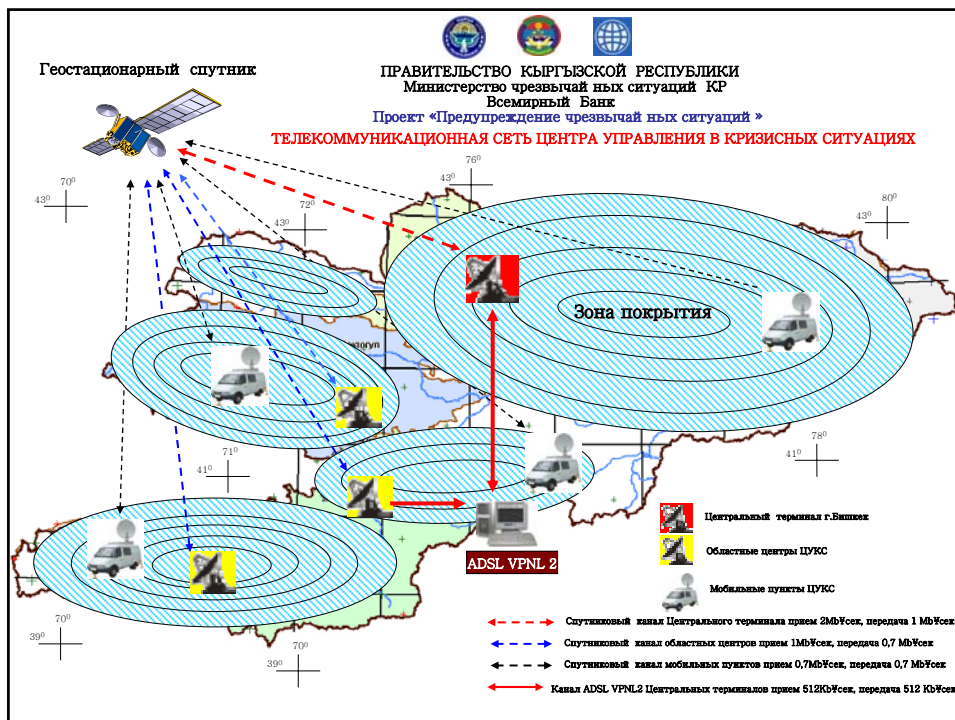 Геостационарный спутник
ПРАВИТЕЛЬСТВО КЫРГЫЗСКОЙ РЕСПУБЛИКИ
Министерство чрезвычай ных ситуаций КР
Всемирный Банк
Проект «Предупреждение чрезвычай ных ситуаций »
ТЕЛЕКОММУНИКАЦИОННАЯ СЕТЬ ЦЕНТРА УПРАВЛЕНИЯ В КРИЗИСНЫХ СИТУАЦИЯХ
70⁰
43⁰
72⁰
43⁰
76⁰
43⁰
80⁰
43⁰
Зона покрытия
71⁰
41⁰
78⁰
41⁰
70⁰
39⁰
70⁰
39⁰
ADSL VPNL 2
Центральный терминал г.Бишкек
Областные центры ЦУКС
Мобильные пункты ЦУКС
Спутниковый канал Центрального терминала прием 2Mb¥сек, передача 1 Mb¥сек
Спутниковый канал областных центров прием 1Mb¥сек, передача 0,7 Mb¥сек
Спутниковый канал мобильных пунктов прием 0,7Mb¥сек, передача 0,7 Mb¥сек
Канал ADSL VPNL2 Центральных терминалов прием 512Kb¥сек, передача 512 Kb¥сек